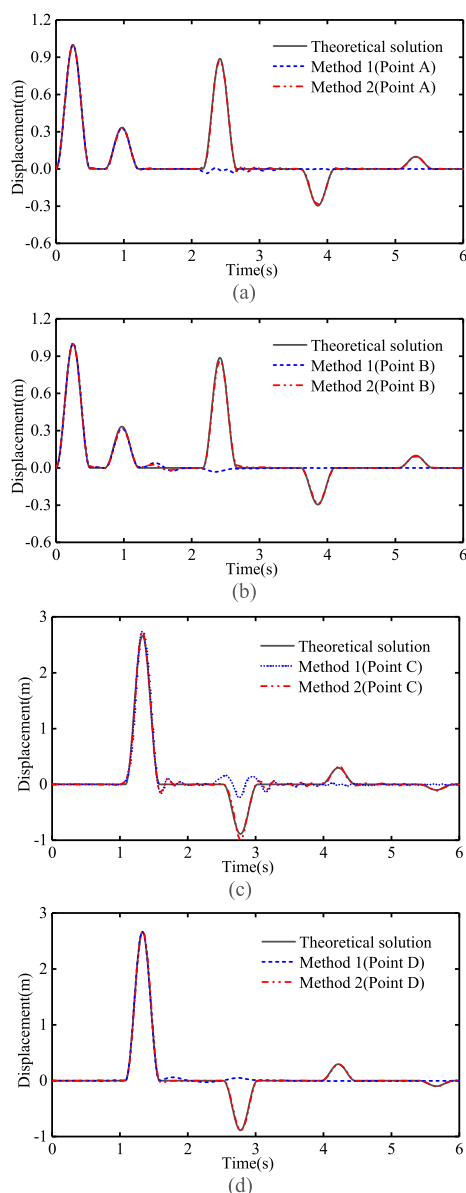 1.2
0.9
0.6
0.3
0.0
-0.3
-0.6
Displacement(m)
Theoretical solution
Method 1(Point A)
Method 2(Point A)
0 1 2 3 4 5 6
Time(s)
(a)
1.2
0.9
0.6
0.3
0.0
-0.3
-0.6
Displacement(m)
Theoretical solution
Method 1(Point B)
Method 2(Point B)
0 1 2 3 4 5 6
Time(s)
(b)
3
2
1
0
-1
Displacement(m)
Theoretical solution
Method 1(Point C)
Method 2(Point C)
0 1 2 3 4 5 6
Time(s)
(c)
3
2
1
0
-1
Displacement(m)
Theoretical solution
Method 1(Point D)
Method 2(Point D)
0 1 2 3 4 5 6
Time(s)
(d)